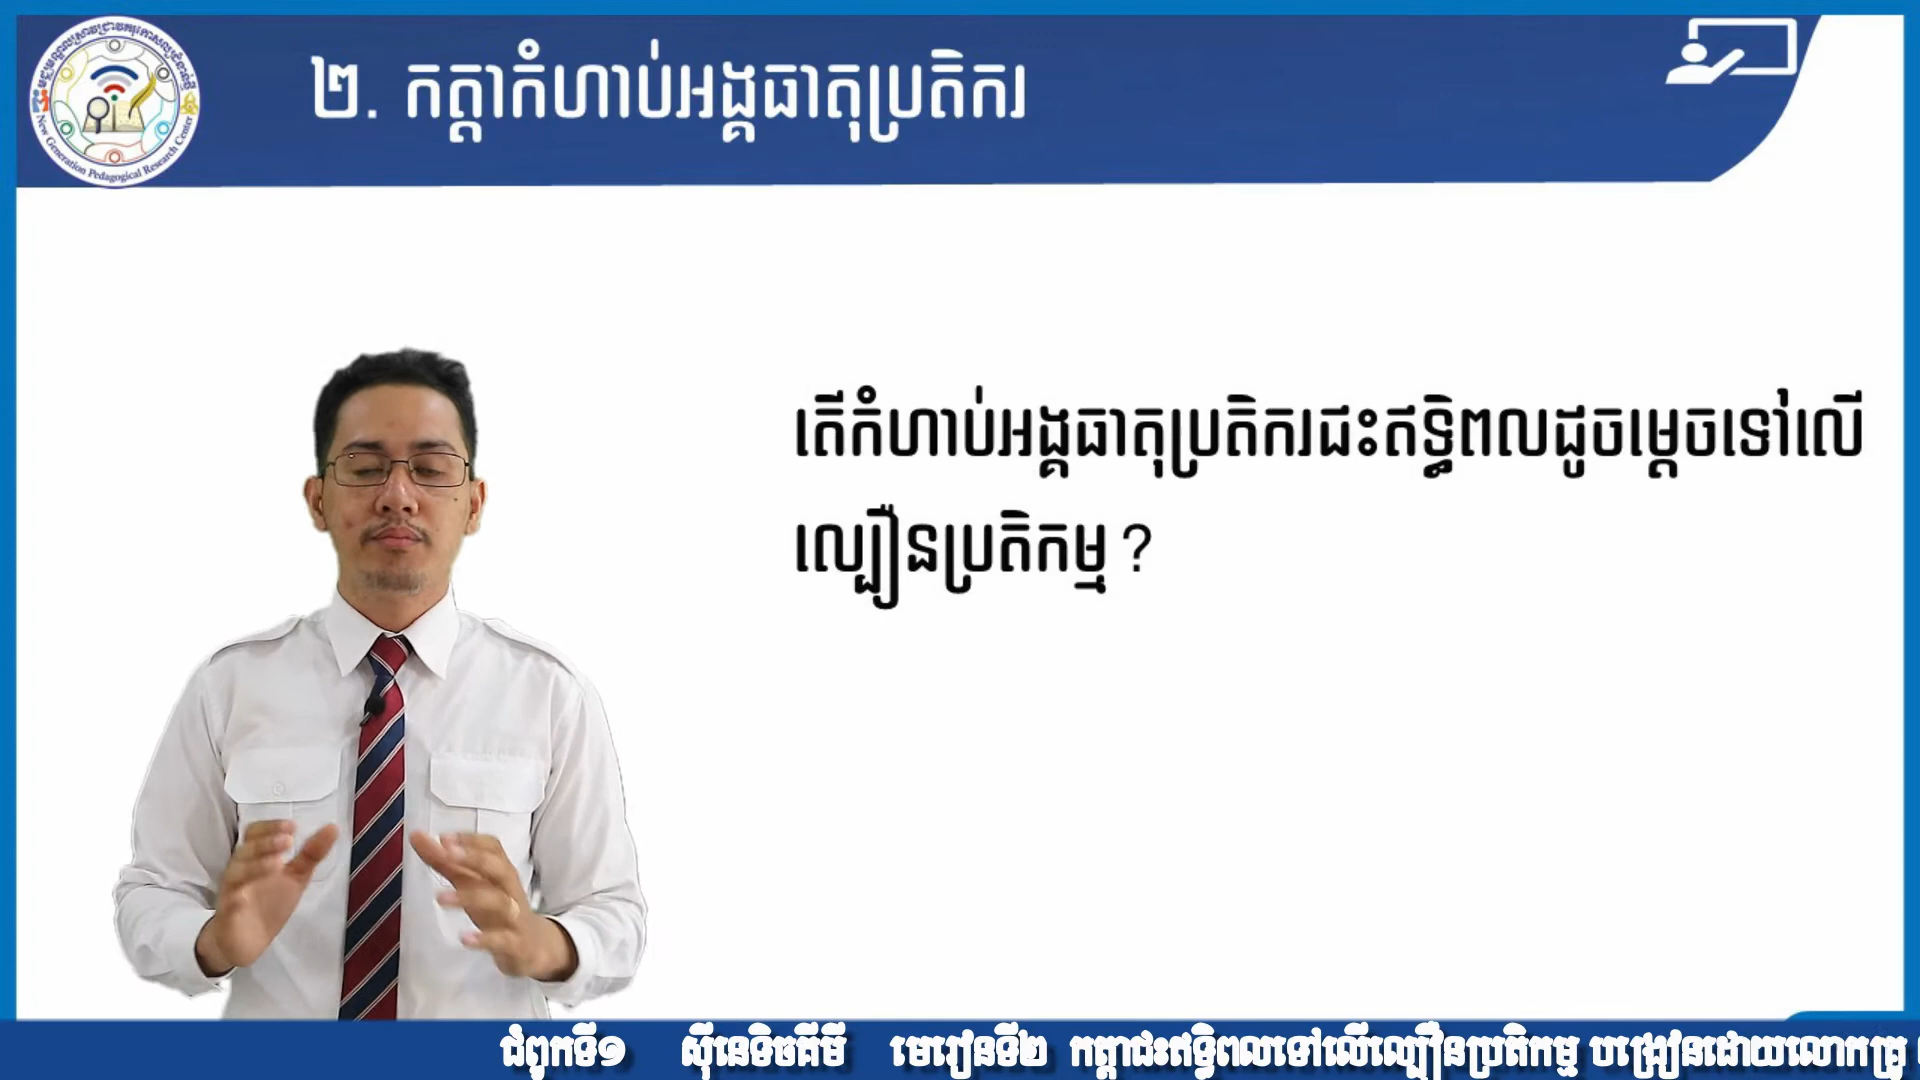 ២. កត្តាកំហាប់អង្គធាតុប្រតិករ
តើកំហាប់អង្គធាតុប្រតិករជះឥទ្ធិពលដូចម្តេចទៅលើ
ល្បឿនប្រតិកម្ម ?
New Generation Pedagogical Research Center
ជំពូកទី១ ស៊ីនេទិចគីមី មេរៀនទី២ កត្តាជះឥទ្ធិពលទៅលើល្បឿនប្រតិកម្ម បង្រៀនដោយលោកគ្រូ